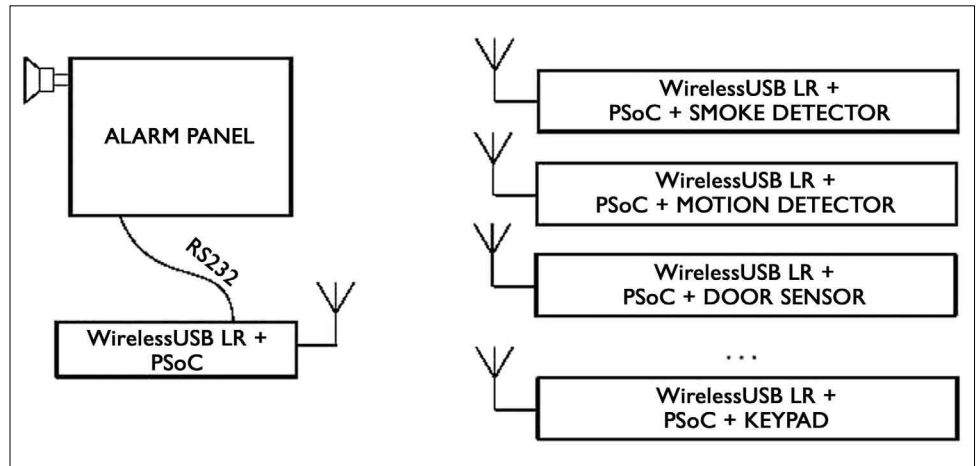 ALARM PANEL
RS232
WirelessUSB LR +
PSoC
WirelessUSB LR +
PSoC + SMOKE DETECTOR
WirelessUSB LR +
PSoC + MOTION DETECTOR
WirelessUSB LR +
PSoC + DOOR SENSOR
...
WirelessUSB LR +
PSoC + KEYPAD